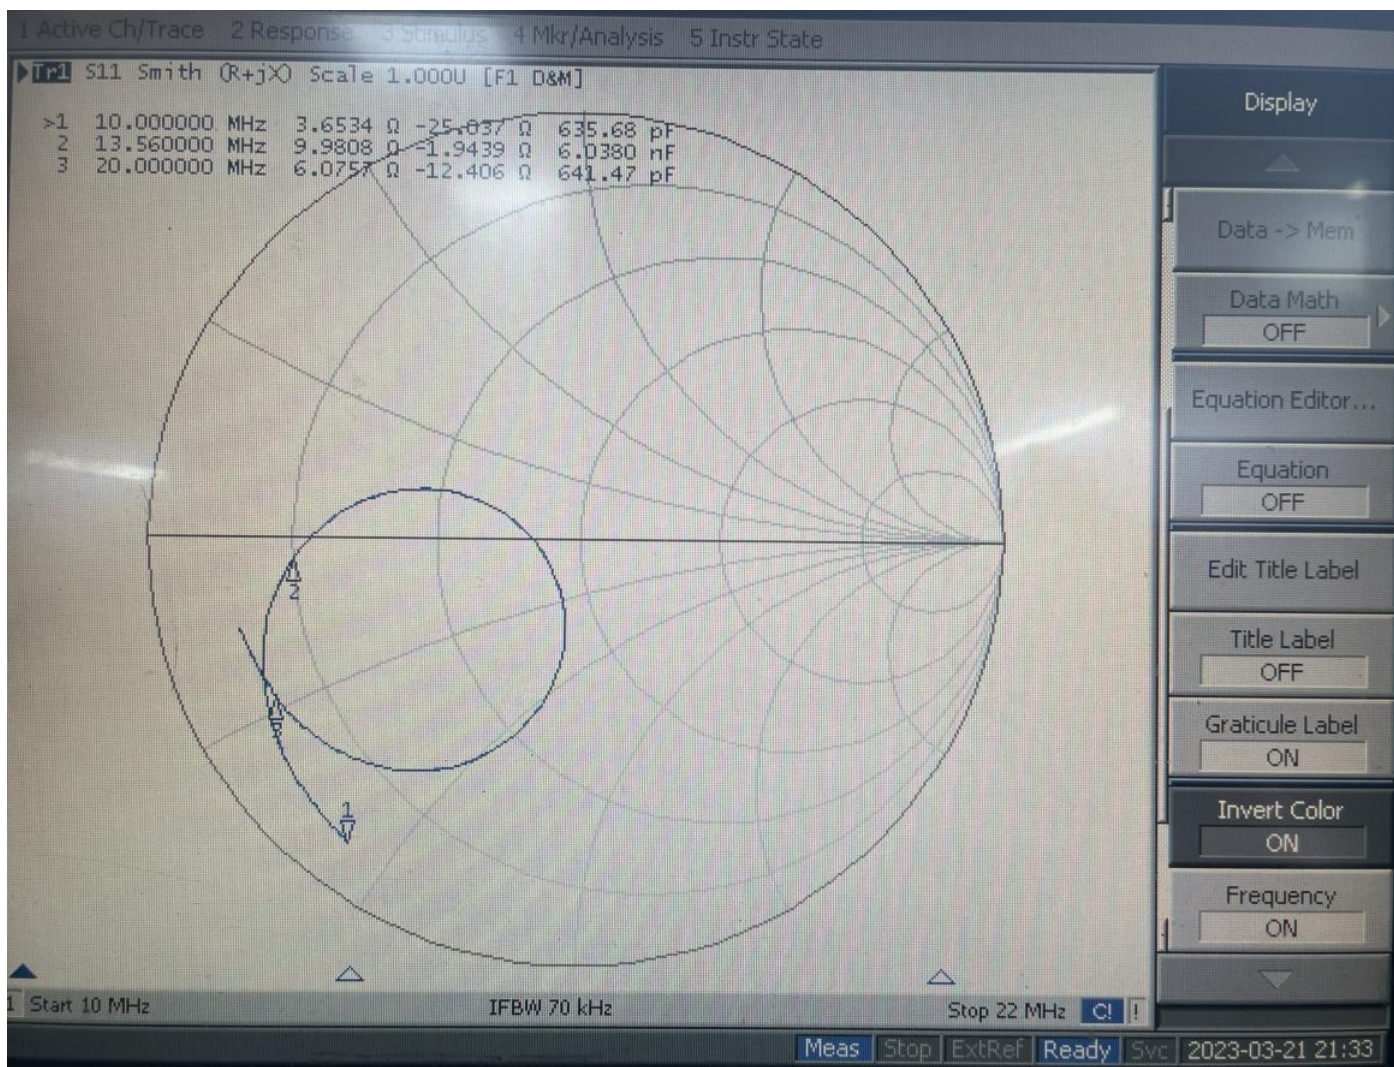 1 Active Ch/Trace 2 Response 3 Stimulus 4 Mkr/Analysis 5 Instr State
Tr1 S11 Smith (R+jX) Scale 1.000U [F1 D&M]
>1 10.000000 MHz 3.6534 Ω -25.037 Ω 635.68 pF
2 13.560000 MHz 9.9808 Ω -1.9439 Ω 6.0380 nF
3 20.000000 MHz 6.0757 Ω -12.406 Ω 641.47 pF
2
3
1
1 Start 10 MHz IFBW 70 kHz Stop 22 MHz C! !
Display
Data -> Mem
Data Math
OFF
Equation Editor...
Equation
OFF
Edit Title Label
Title Label
OFF
Graticule Label
ON
Invert Color
ON
Frequency
ON
Meas Stop ExtRef Ready Svc 2023-03-21 21:33